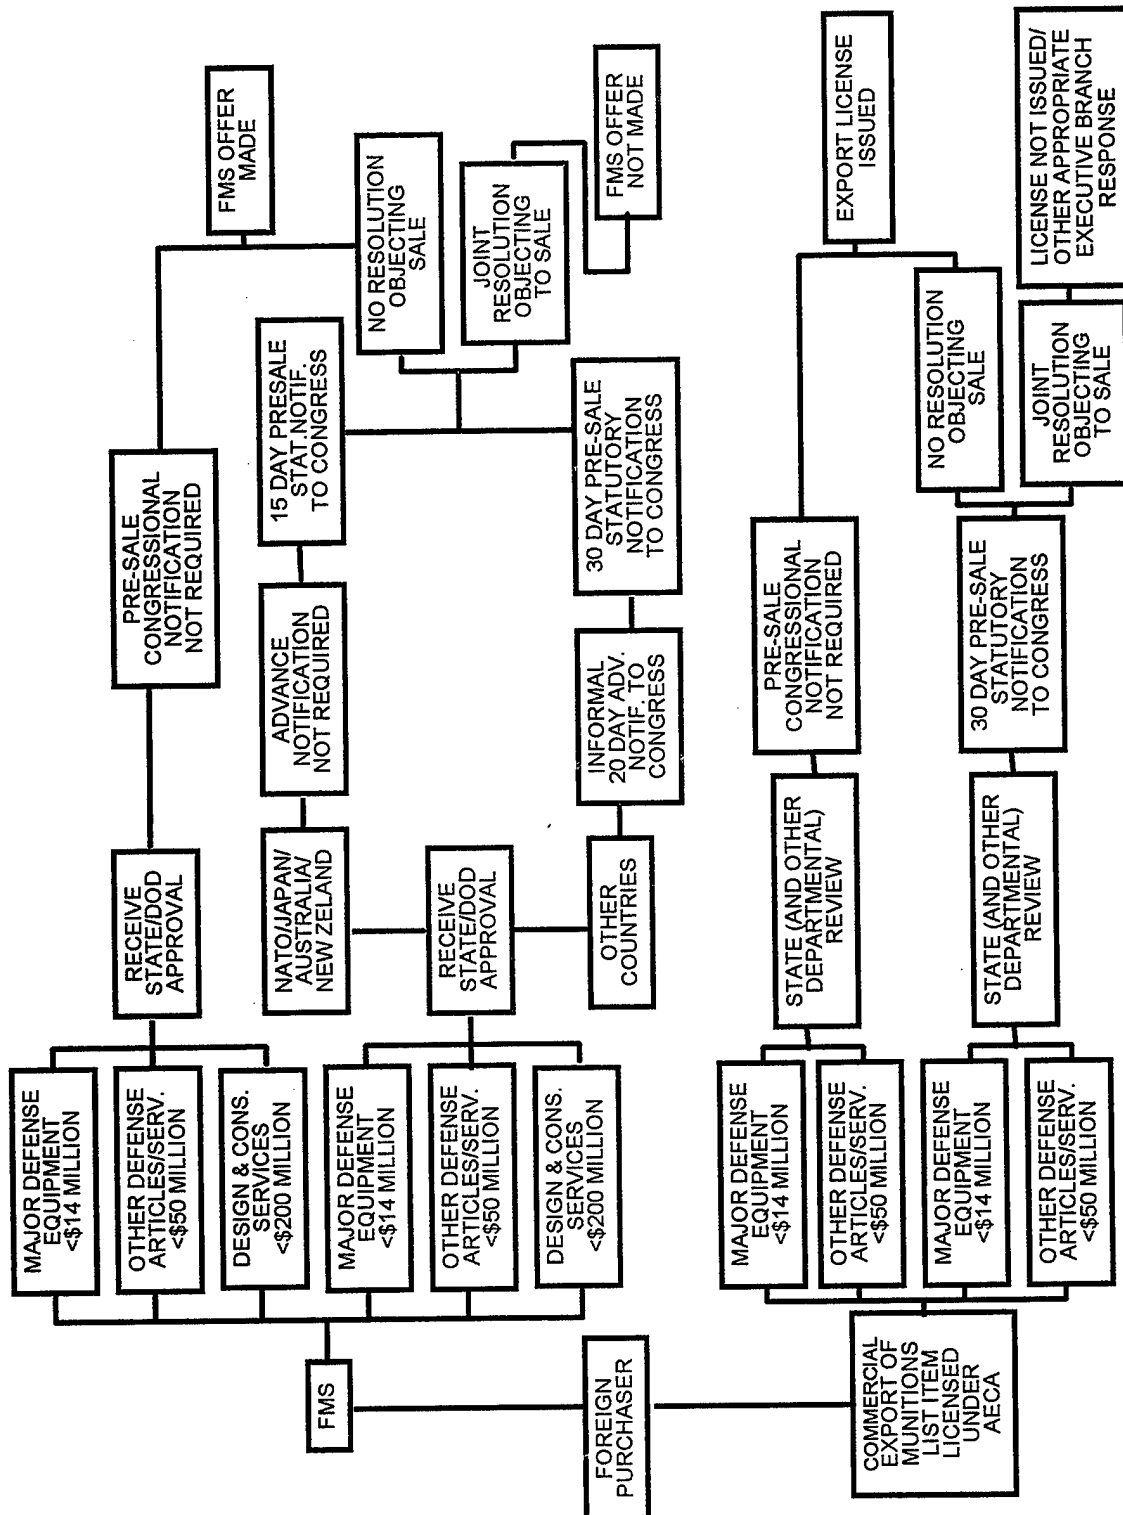 FOREIGN
PURCHASER
FMS
MAJOR DEFENSE
EQUIPMENT
<$14 MILLION
OTHER DEFENSE
ARTICLES/SERV.
<$50 MILLION
DESIGN & CONS.
SERVICES
<$200 MILLION
RECEIVE
STATE/DOD
APPROVAL
PRE-SALE
CONGRESSIONAL
NOTIFICATION
NOT REQUIRED
FMS OFFER
MADE
MAJOR DEFENSE
EQUIPMENT
<$14 MILLION
OTHER DEFENSE
ARTICLES/SERV.
<$50 MILLION
DESIGN & CONS.
SERVICES
<$200 MILLION
RECEIVE
STATE/DOD
APPROVAL
NATO/JAPAN/
AUSTRALIA/
NEW ZELAND
ADVANCE
NOTIFICATION
NOT REQUIRED
15 DAY PRESALE
STAT.NOTIF.
TO CONGRESS
OTHER
COUNTRIES
INFORMAL
20 DAY ADV.
NOTIF. TO
CONGRESS
30 DAY PRE-SALE
STATUTORY
NOTIFICATION
TO CONGRESS
NO RESOLUTION
OBJECTING
SALE
JOINT
RESOLUTION
OBJECTING
TO SALE
FMS OFFER
NOT MADE
COMMERCIAL
EXPORT OF
MUNITIONS
LIST ITEM
LICENSED
UNDER
AECA
MAJOR DEFENSE
EQUIPMENT
<$14 MILLION
OTHER DEFENSE
ARTICLES/SERV.
<$50 MILLION
STATE (AND OTHER
DEPARTMENTAL)
REVIEW
PRE-SALE
CONGRESSIONAL
NOTIFICATION
NOT REQUIRED
EXPORT LICENSE
ISSUED
MAJOR DEFENSE
EQUIPMENT
<$14 MILLION
OTHER DEFENSE
ARTICLES/SERV.
<$50 MILLION
STATE (AND OTHER
DEPARTMENTAL)
REVIEW
30 DAY PRE-SALE
STATUTORY
NOTIFICATION
TO CONGRESS
NO RESOLUTION
OBJECTING
SALE
JOINT
RESOLUTION
OBJECTING
TO SALE
LICENSE NOT ISSUED/
OTHER APPROPRIATE
EXECUTIVE BRANCH
RESPONSE